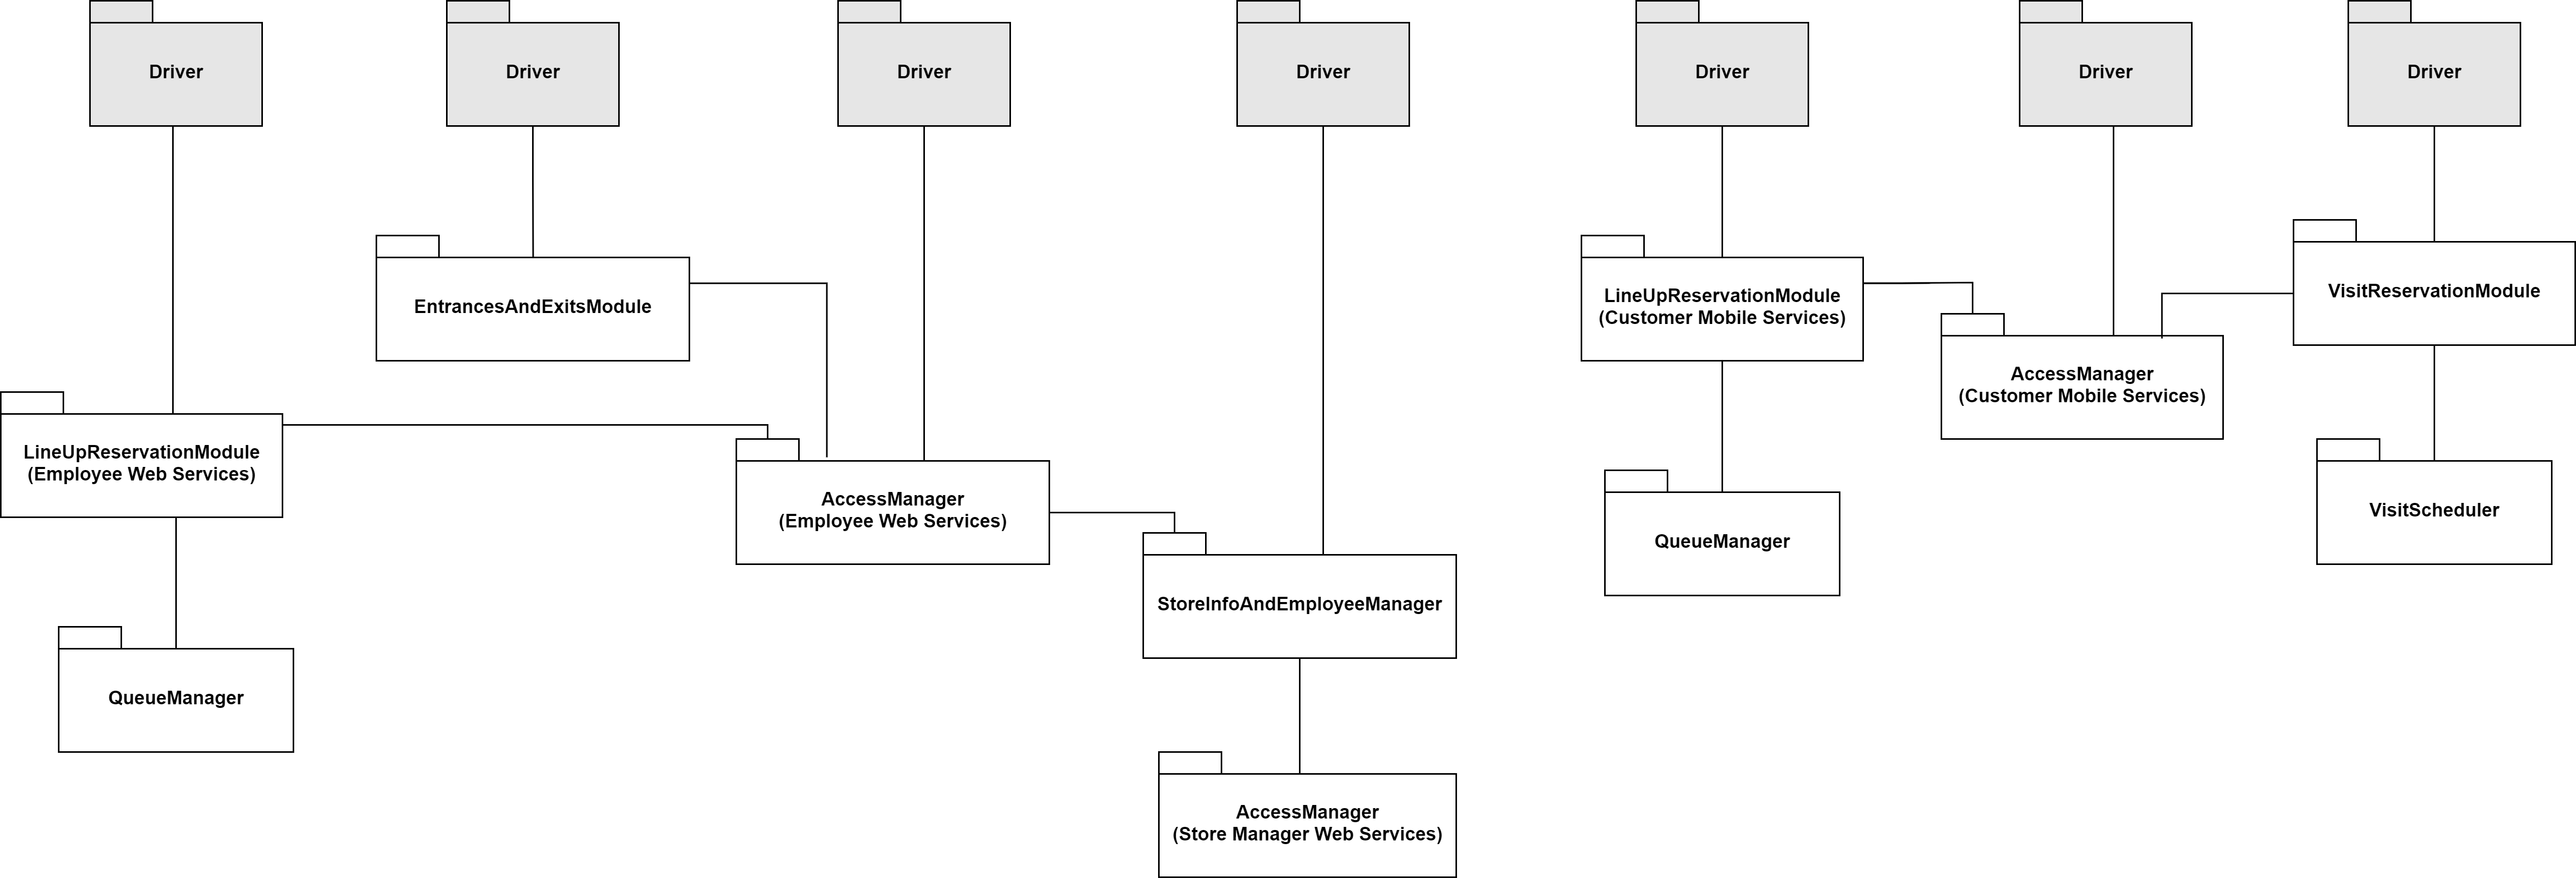 Driver
Driver
Driver
Driver
Driver
Driver
Driver
EntrancesAndExitsModule
LineUpReservationModule
(Customer Mobile Services)
VisitReservationModule
AccessManager
(Customer Mobile Services)
LineUpReservationModule
(Employee Web Services)
AccessManager
(Employee Web Services)
QueueManager
VisitScheduler
StoreInfoAndEmployeeManager
QueueManager
AccessManager
(Store Manager Web Services)